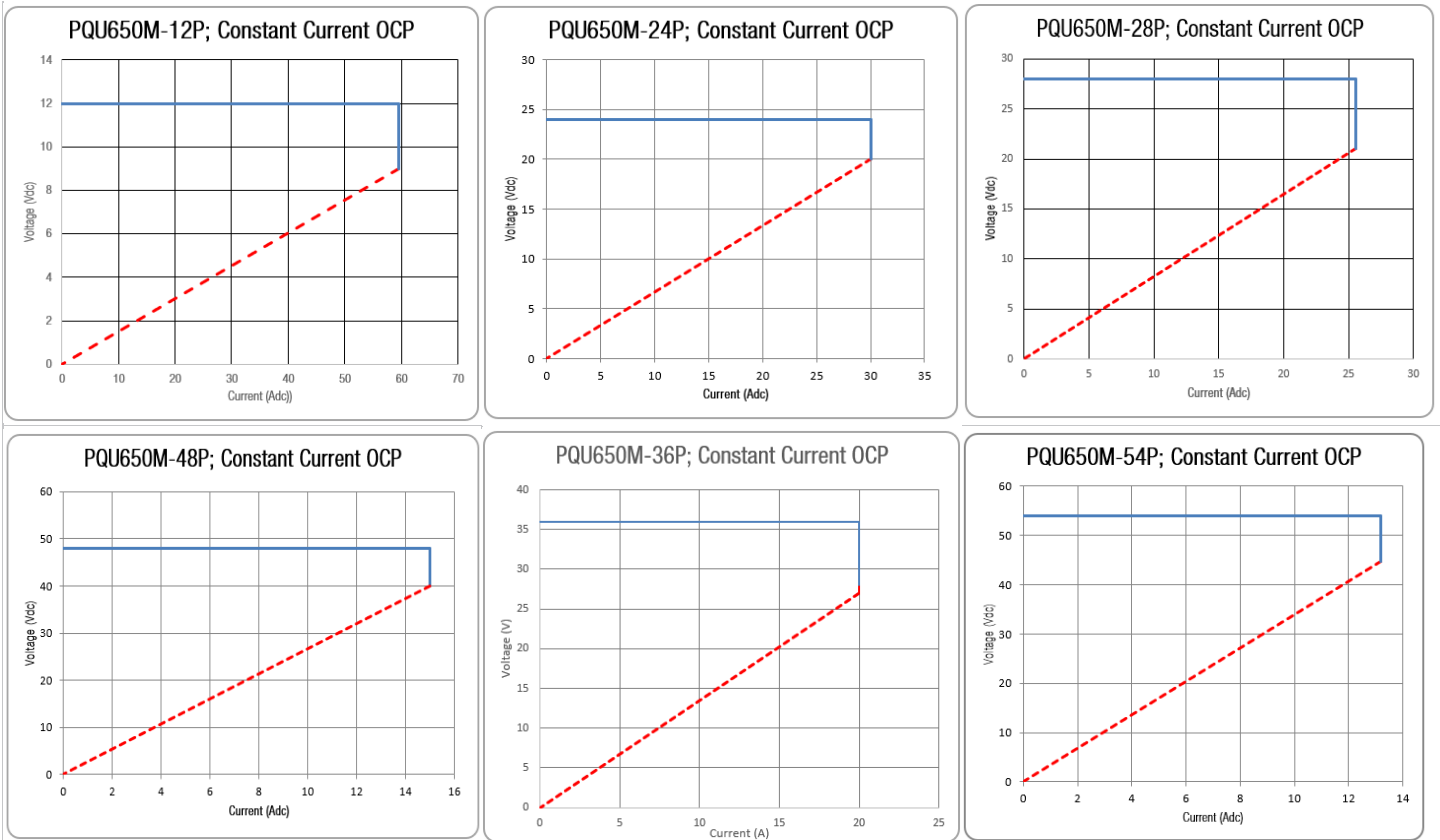 PQU650M-12P; Constant Current OCP
14
12
10
8
6
4
2
0
Voltage (Vdc)
0 10 20 30 40 50 60 70
Current (Adc))
PQU650M-24P; Constant Current OCP
30
25
20
15
10
5
0
Voltage (Vdc)
0 5 10 15 20 25 30 35
Current (Adc)
PQU650M-28P; Constant Current OCP
30
25
20
15
10
5
0
Voltage (Vdc)
0 5 10 15 20 25 30
Current (Adc)
PQU650M-48P; Constant Current OCP
60
50
40
30
20
10
0
Voltage (Vdc)
0 2 4 6 8 10 12 14 16
Current (Adc)
PQU650M-36P; Constant Current OCP
40
35
30
25
20
15
10
5
0
Voltage (V)
0 5 10 15 20 25
Current (A)
PQU650M-54P; Constant Current OCP
60
50
40
30
20
10
0
Voltage (Vdc)
0 2 4 6 8 10 12 14
Current (Adc)